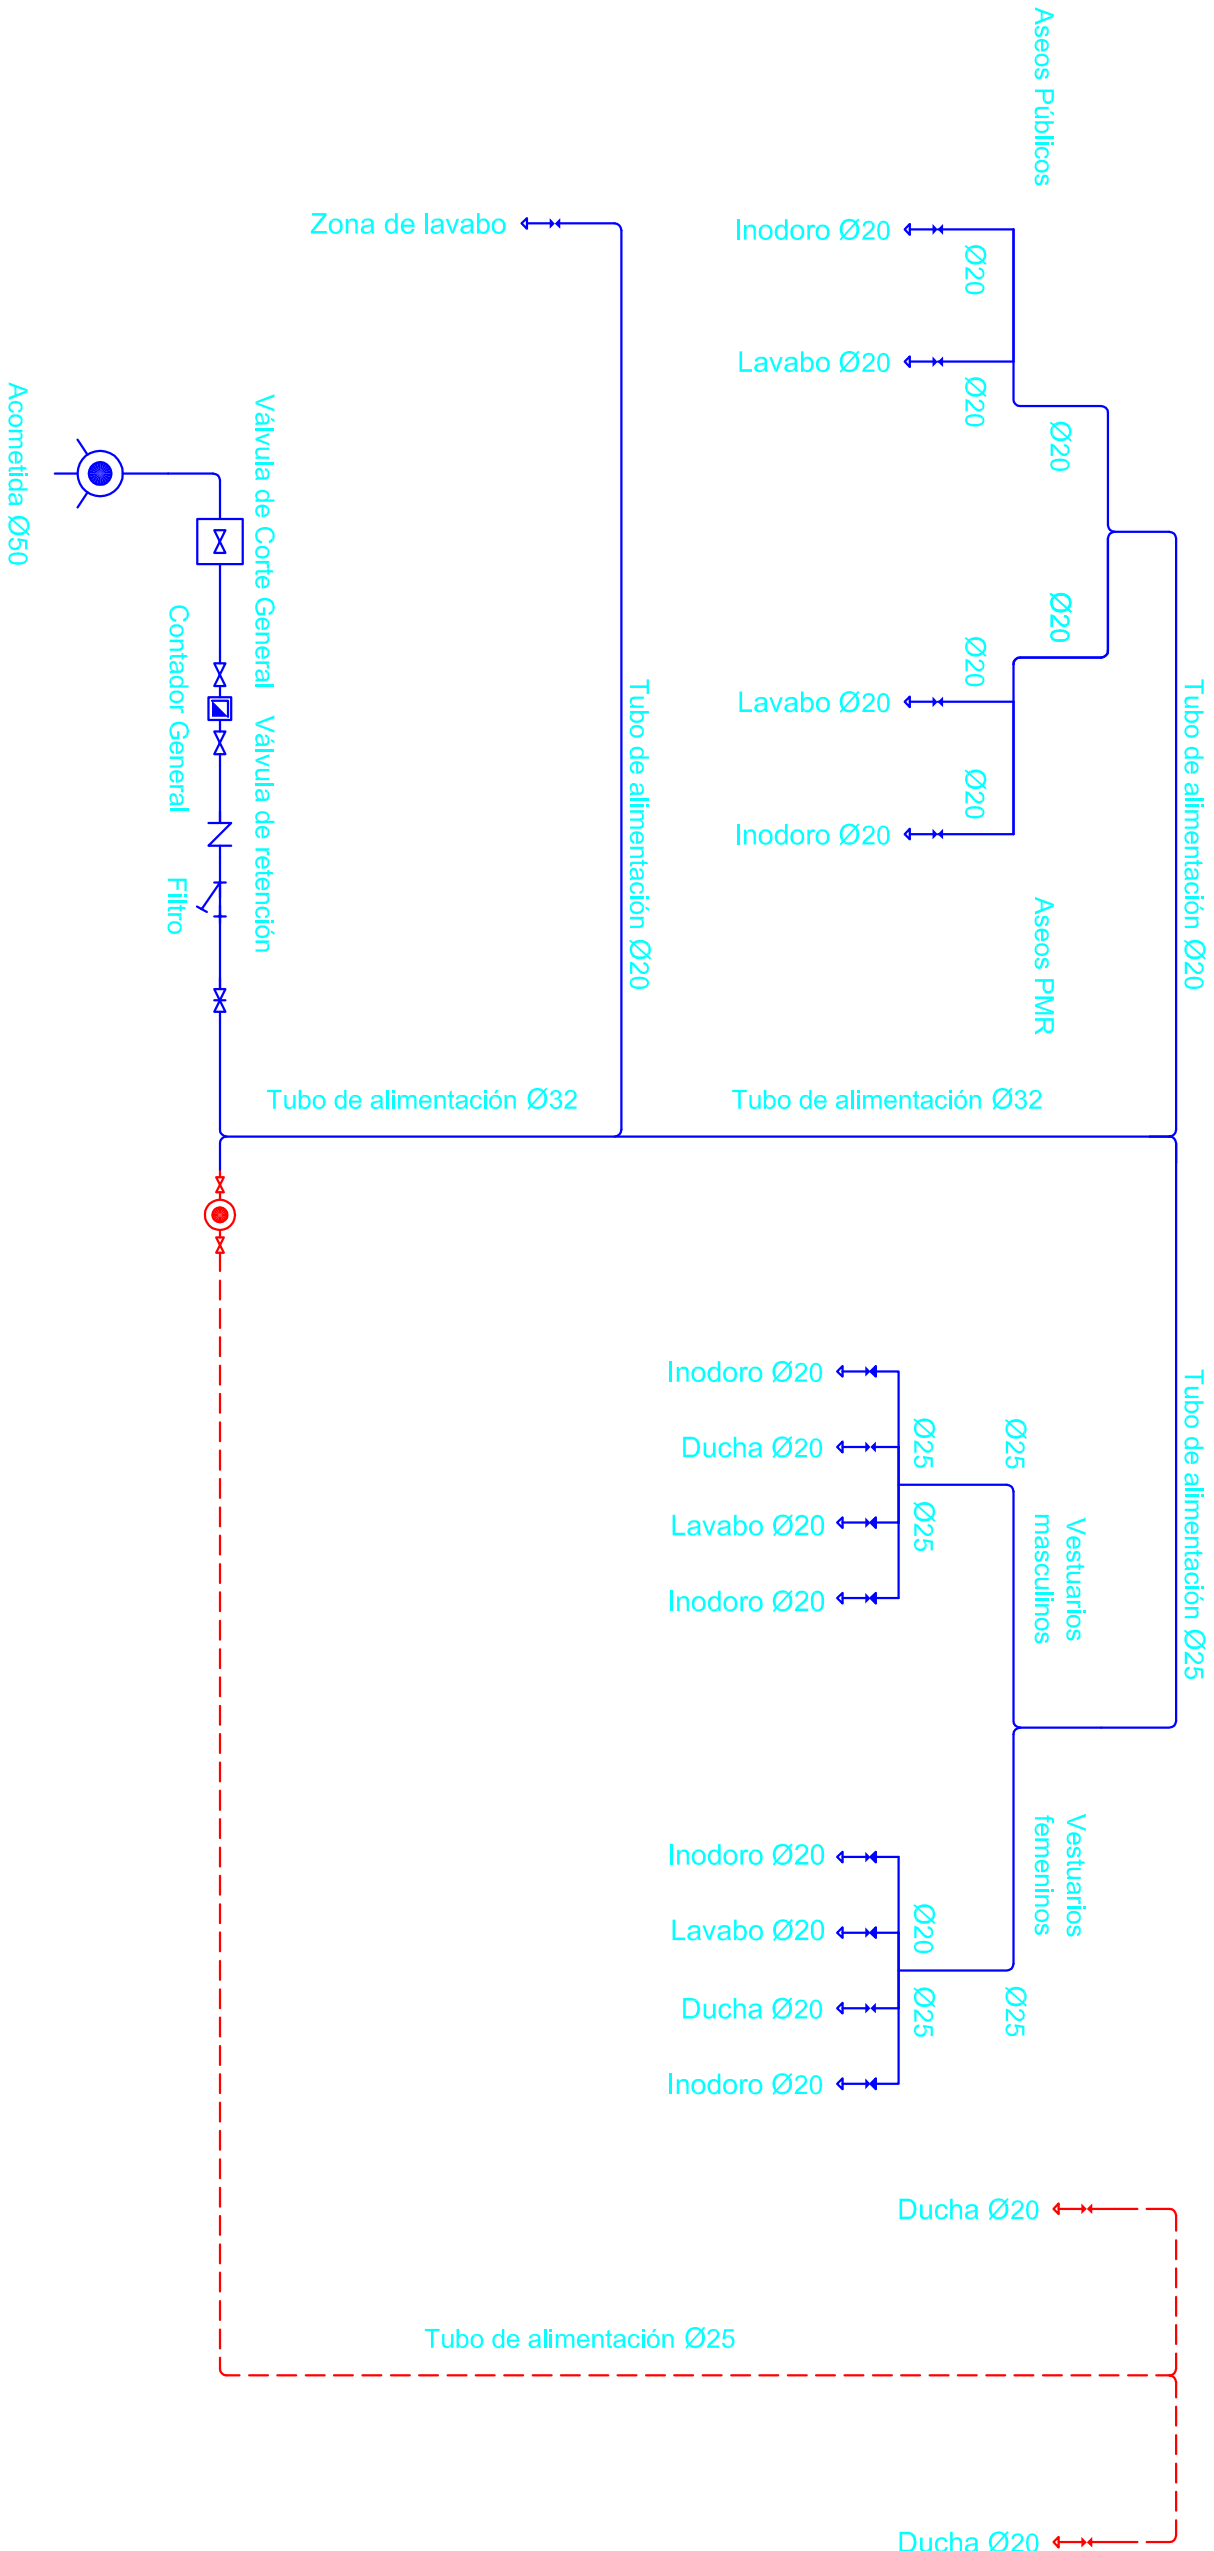 Aseos Públicos
Zona de lavabo
Inodoro Ø20
Ø20
Lavabo Ø20
Ø20
Ø20
Acometida Ø50
Válvula de Corte General
Contador General
Válvula de retención
Filtro
Tubo de alimentación Ø20
Ø20
Ø20
Lavabo Ø20
Ø20
Inodoro Ø20
Aseos PMR
Tubo de alimentación Ø20
Tubo de alimentación Ø32
Tubo de alimentación Ø32
Inodoro Ø20
Ø25
Ø25
Ducha Ø20
Ø25
Lavabo Ø20
Inodoro Ø20
Vestuarios
masculinos
Tubo de alimentación Ø25
Vestuarios
femeninos
Inodoro Ø20
Ø20
Lavabo Ø20
Ø25
Ø25
Ducha Ø20
Inodoro Ø20
Ducha Ø20
Tubo de alimentación Ø25
Ducha Ø20